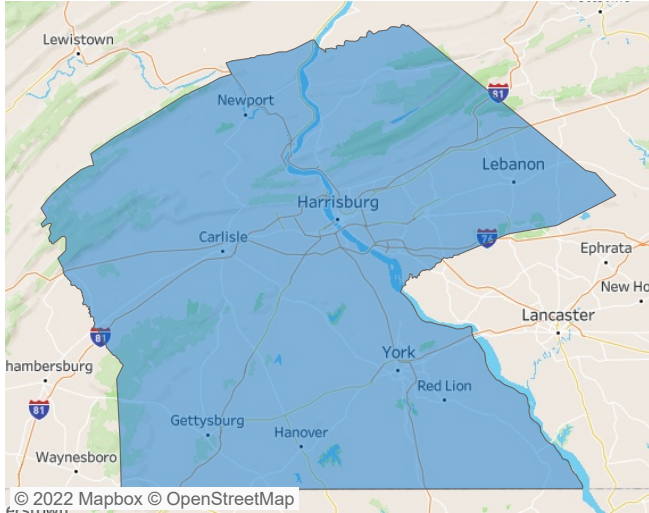 Lewistown
Newport
81
Lebanon
Harrisburg
Carlisle
76
Ephrata
New Ho
Lancaster
81
hambersburg
York
Red Lion
81
Gettysburg
Hanover
Waynesboro
© 2022 Mapbox © OpenStreetMap